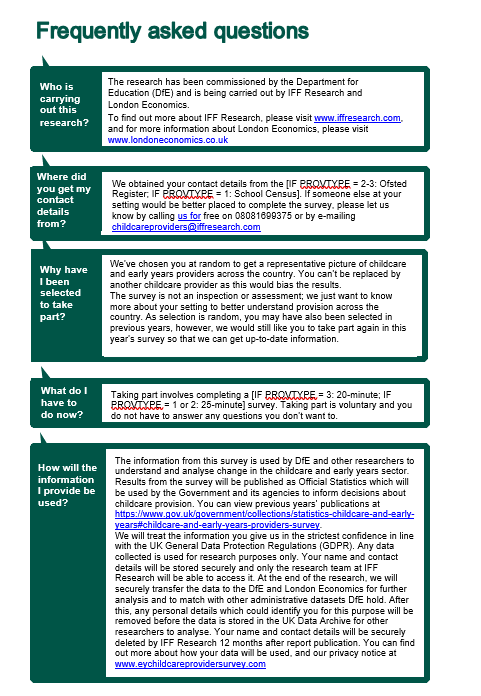 Frequently asked questions
Who is
carrying
out this
research?
The research has been commissioned by the Department for
Education (DfE) and is being carried out by IFF Research and
London Economics.
To find out more about IFF Research, please visit www.iffresearch.com,
and for more information about London Economics, please visit
www.londoneconomics.co.uk
Where did
you get my
contact
details
from?
We obtained your contact details from the [IF PROVTYPE = 2-3: Ofsted
Register; IF PROVTYPE = 1: School Census]. If someone else at your
setting would be better placed to complete the survey, please let us
know by calling us for free on 08081699375 or by e-mailing
childcareproviders@iffresearch.com
Why have
I been
selected
to take
part?
We've chosen you at random to get a representative picture of childcare
and early years providers across the country. You can't be replaced by
another childcare provider as this would bias the results.
The survey is not an inspection or assessment; we just want to know
more about your setting to better understand provision across the
country. As selection is random, you may have also been selected in
previous years, however, we would still like you to take part again in this
year's survey so that we can get up-to-date information.
What do I
have to
do now?
Taking part involves completing a [IF PROVTYPE = 3: 20-minute; IF
PROVTYPE = 1 or 2: 25-minute] survey. Taking part is voluntary and you
do not have to answer any questions you don't want to.
How will the
information
I provide be
used?
The information from this survey is used by DfE and other researchers to
understand and analyse change in the childcare and early years sector.
Results from the survey will be published as Official Statistics which will
be used by the Government and its agencies to inform decisions about
childcare provision. You can view previous years' publications at
https://www.gov.uk/government/collections/statistics-childcare-and-early-
years#childcare-and-early-years-providers-survey.
We will treat the information you give us in the strictest confidence in line
with the UK General Data Protection Regulations (GDPR). Any data
collected is used for research purposes only. Your name and contact
details will be stored securely and only the research team at IFF
Research will be able to access it. At the end of the research, we will
securely transfer the data to the DfE and London Economics for further
analysis and to match with other administrative datasets DfE hold. After
this, any personal details which could identify you for this purpose will be
removed before the data is stored in the UK Data Archive for other
researchers to analyse. Your name and contact details will be securely
deleted by IFF Research 12 months after report publication. You can find
out more about how your data will be used, and our privacy notice at
www.eychildcareprovidersurvey.com